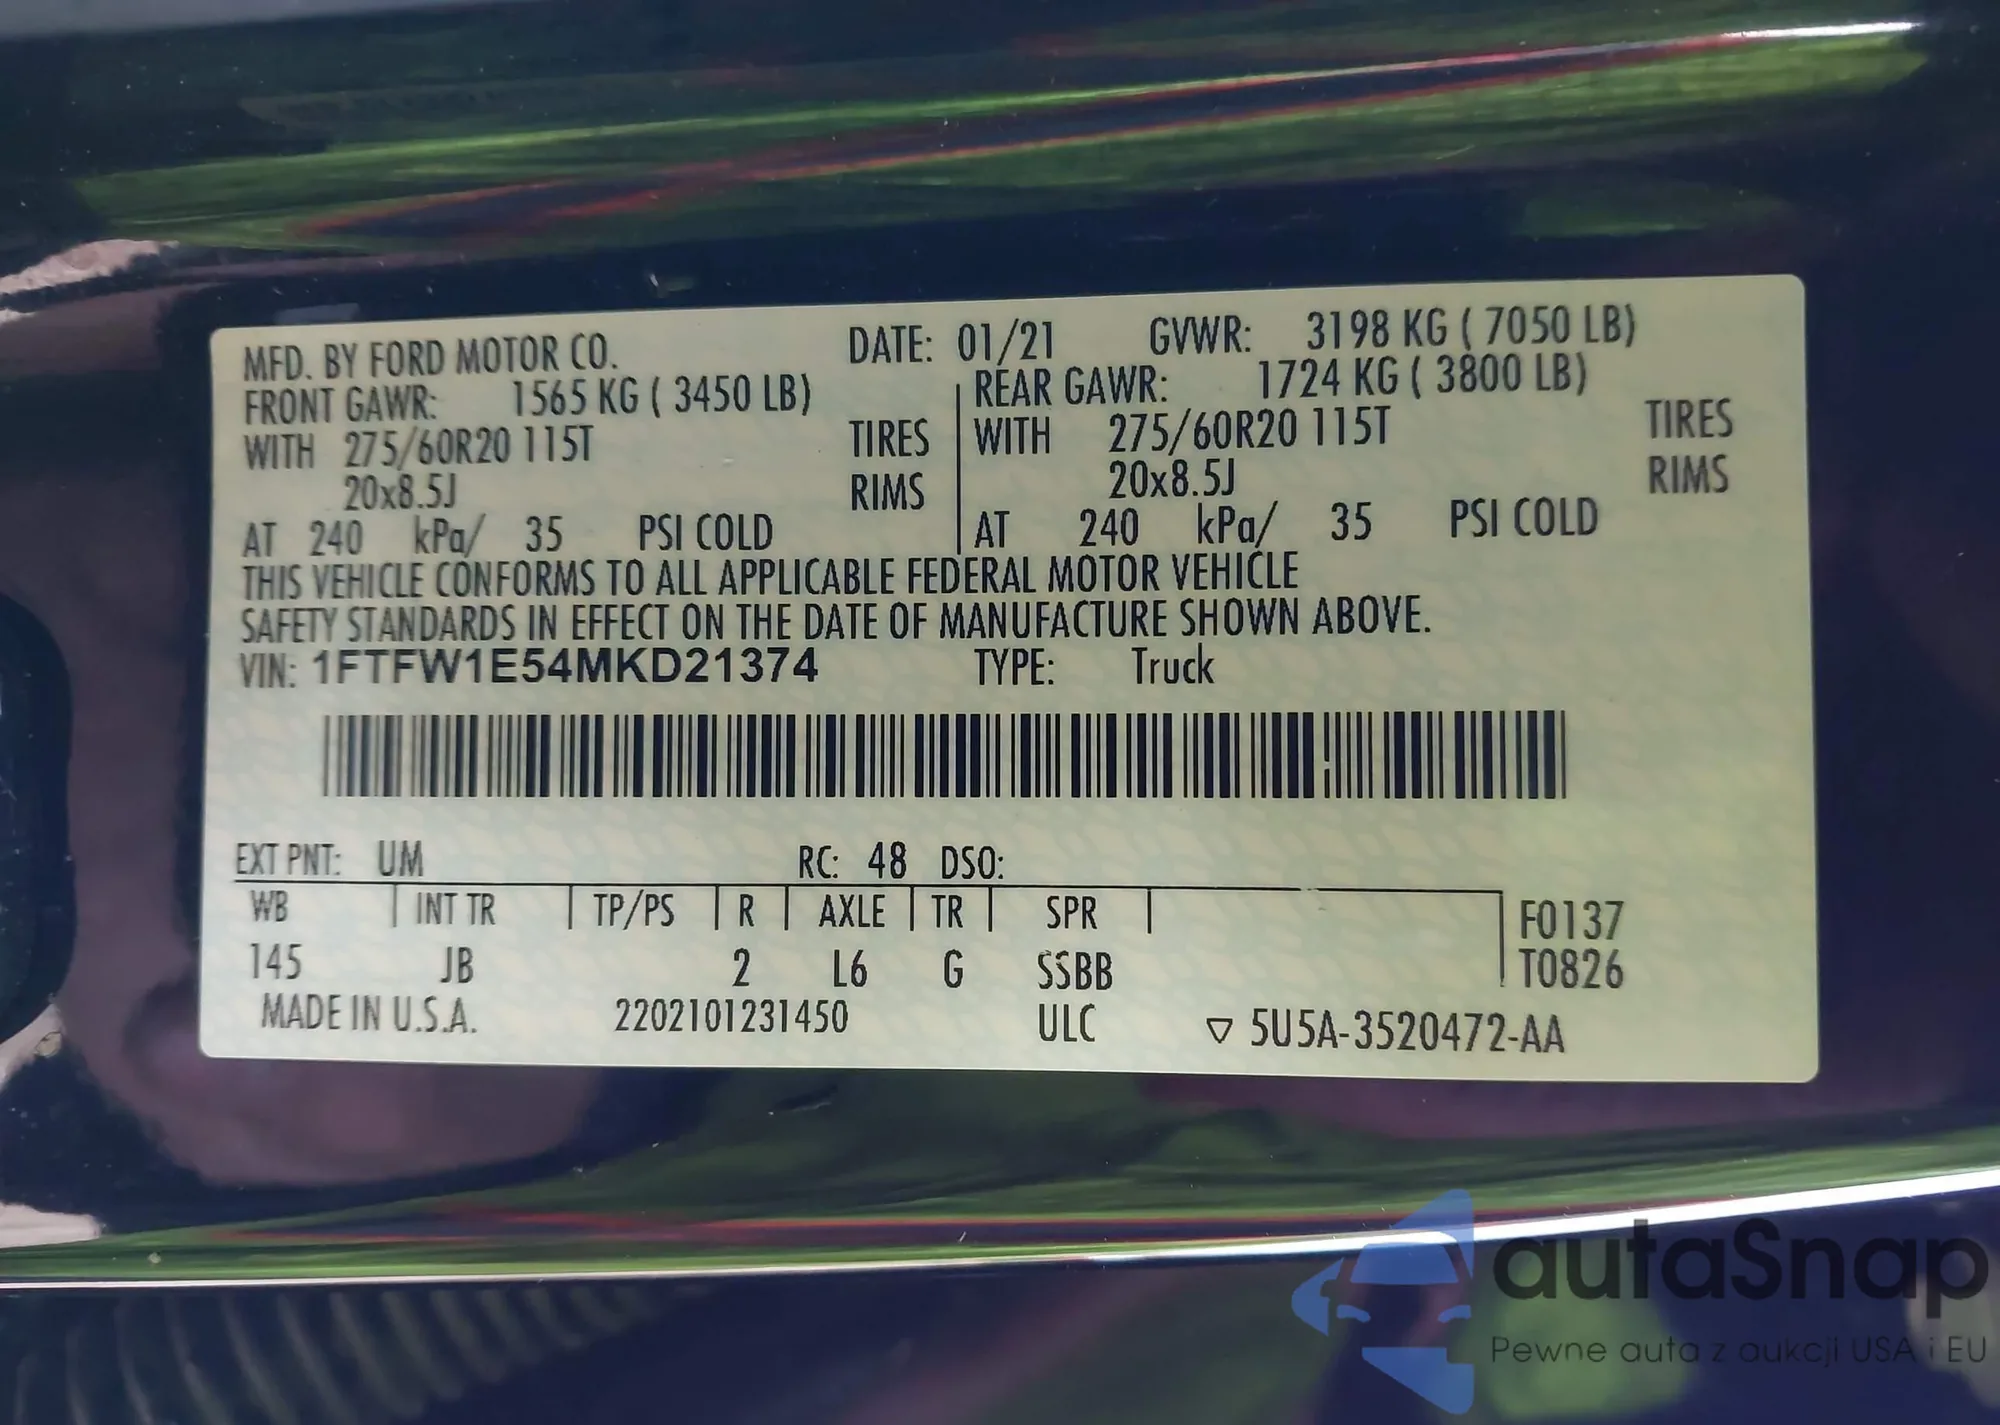 MFD. BY FORD MOTOR CO. DATE: 01/21 GVWR: 3198 KG ( 7050 LB)
FRONT GAWR: 1565 KG ( 3450 LB) REAR GAWR: 1724 KG ( 3800 LB)
WITH 275/60R20 115T TIRES WITH 275/60R20 115T TIRES
20x8.5J RIMS 20x8.5J RIMS
AT 240 kPa/ 35 PSI COLD AT 240 kPa/ 35 PSI COLD
THIS VEHICLE CONFORMS TO ALL APPLICABLE FEDERAL MOTOR VEHICLE
SAFETY STANDARDS IN EFFECT ON THE DATE OF MANUFACTURE SHOWN ABOVE.
VIN: 1FTFW1E54MKD21374 TYPE: Truck
EXT PNT: UM RC: 48 DSO:
WB INT TR TP/PS R AXLE TR SPR F0137
145 JB 2 L6 G SSBB T0826
MADE IN U.S.A. 2202101231450 ULC ▽ 5U5A-3520472-AA
autaSnap
Pewne auta z aukcji USA i EU